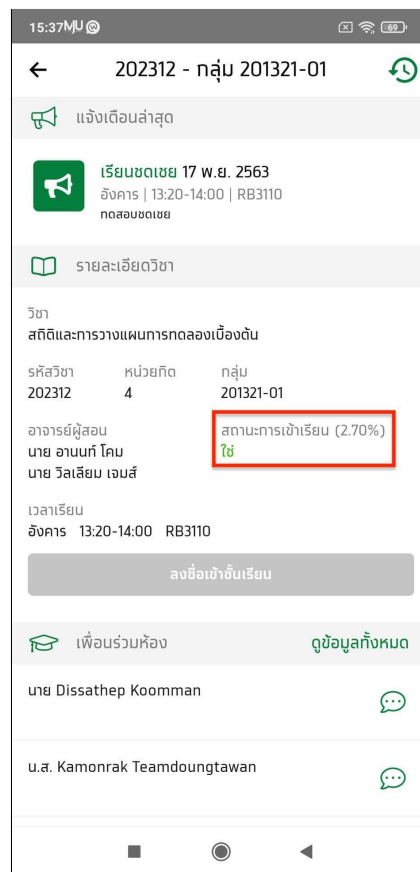 15:37 MJU 69
202312 - กลุ่ม 201321-01
แจ้งเตือนล่าสุด
เรียนชดเชย 17 พ.ย. 2563
อังคาร | 13:20-14:00 | RB3110
ทดสอบชดเชย
รายละเอียดวิชา
วิชา
สถิติและการวางแผนการทดลองเบื้องต้น
รหัสวิชา หน่วยกิต กลุ่ม
202312 4 201321-01
อาจารย์ผู้สอน สถานะการเข้าเรียน (2.70%)
นาย อานนท์ โคม ใช่
นาย วิลเลียม เจมส์
เวลาเรียน
อังคาร 13:20-14:00 RB3110
ลงชื่อเข้าชั้นเรียน
เพื่อนร่วมห้อง ดูข้อมูลทั้งหมด
นาย Dissathep Koomman
น.ส. Kamonrak Teamdoungtawan